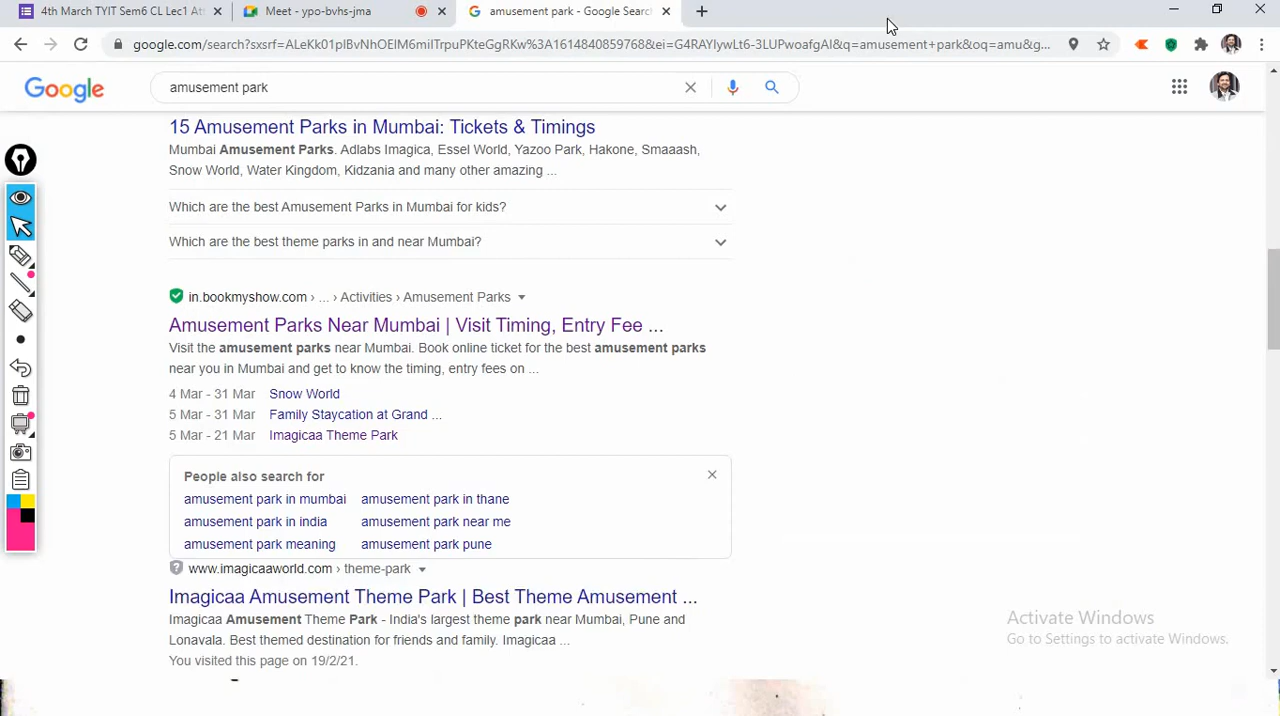 4th March TYIT Sem6 CL Lec1 At
Meet - ypo-bvhs-jma
amusement park - Google Searc
google.com/search?sxsrf=ALeKk01pIBvNhOEIM6miITrpuPRteGgRKw%3A1614840859768&ei=G4RAYIywLt6-3LUPwoafgAI&q=amusement+park&oq=amu&g...
Google
amusement park
15 Amusement Parks in Mumbai: Tickets & Timings
Mumbai Amusement Parks. Adlabs Imagica, Essel World, Yazoo Park, Hakone, Smaaash,
Snow World, Water Kingdom, Kidzania and many other amazing ...
Which are the best Amusement Parks in Mumbai for kids?
Which are the best theme parks in and near Mumbai?
in.bookmyshow.com › ... › Activities › Amusement Parks
Amusement Parks Near Mumbai | Visit Timing, Entry Fee ...
Visit the amusement parks near Mumbai. Book online ticket for the best amusement parks
near you in Mumbai and get to know the timing, entry fees on ...
4 Mar - 31 Mar Snow World
5 Mar - 31 Mar Family Staycation at Grand ...
5 Mar - 21 Mar Imagicaa Theme Park
People also search for
amusement park in mumbai amusement park in thane
amusement park in india amusement park near me
amusement park meaning amusement park pune
www.imagicaaworld.com › theme-park
Imagicaa Amusement Theme Park | Best Theme Amusement ...
Imagicaa Amusement Theme Park - India's largest theme park near Mumbai, Pune and
Lonavala. Best themed destination for friends and family. Imagicaa ...
You visited this page on 19/2/21.
Activate Windows
Go to Settings to activate Windows.